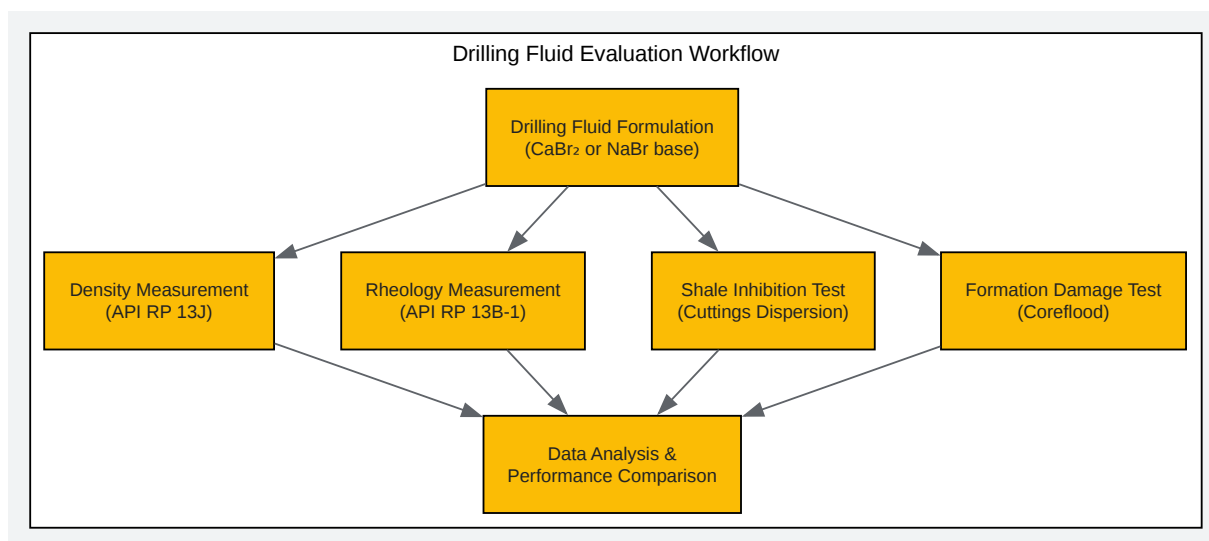 Drilling Fluid Evaluation Workflow
Drilling Fluid Formulation
(CaBr₂ or NaBr base)
Density Measurement
(API RP 13J)
Rheology Measurement
(API RP 13B-1)
Shale Inhibition Test
(Cuttings Dispersion)
Formation Damage Test
(Coreflood)
Data Analysis &
Performance Comparison